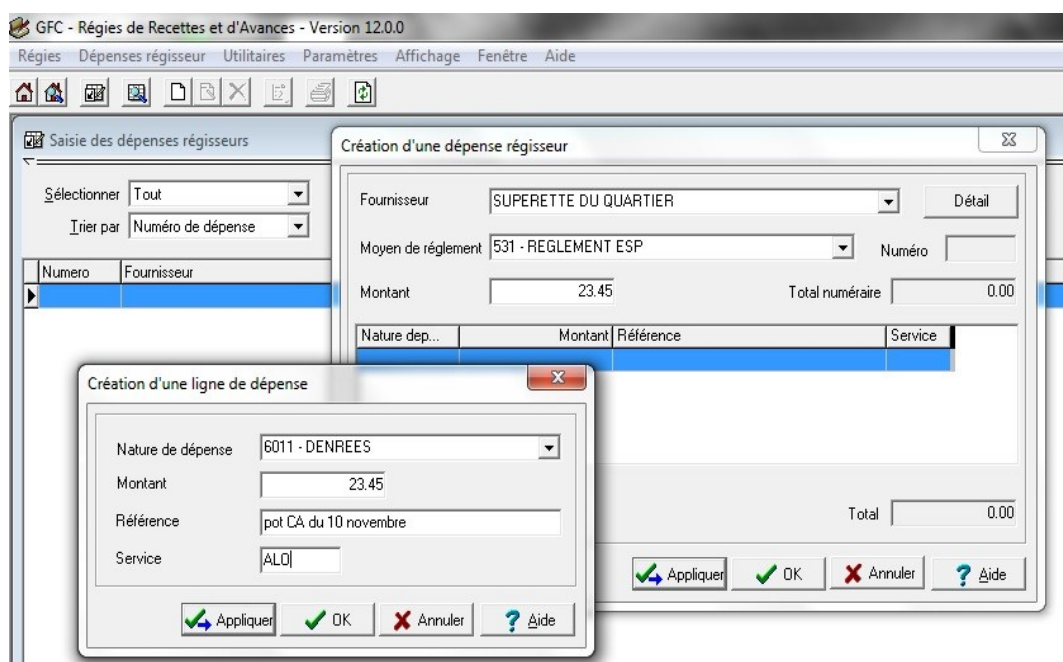 GFC - Régies de Recettes et d'Avances - Version 12.0.0
Régies Dépenses régisseur Utilitaires Paramètres Affichage Fenêtre Aide
Saisie des dépenses régisseurs
Sélectionner Tout
Trier par Numéro de dépense
Numero Fournisseur
Création d'une dépense régisseur
Fournisseur SUPERETTE DU QUARTIER Détail
Moyen de réglement 531 - REGLEMENT ESP Numéro
Montant 23.45 Total numéraire 0.00
Nature dep... Montant Référence Service
Total 0.00
Appliquer OK Annuler Aide
Création d'une ligne de dépense
Nature de dépense 6011 - DENREES
Montant 23.45
Référence pot CA du 10 novembre
Service ALO
Appliquer OK Annuler Aide